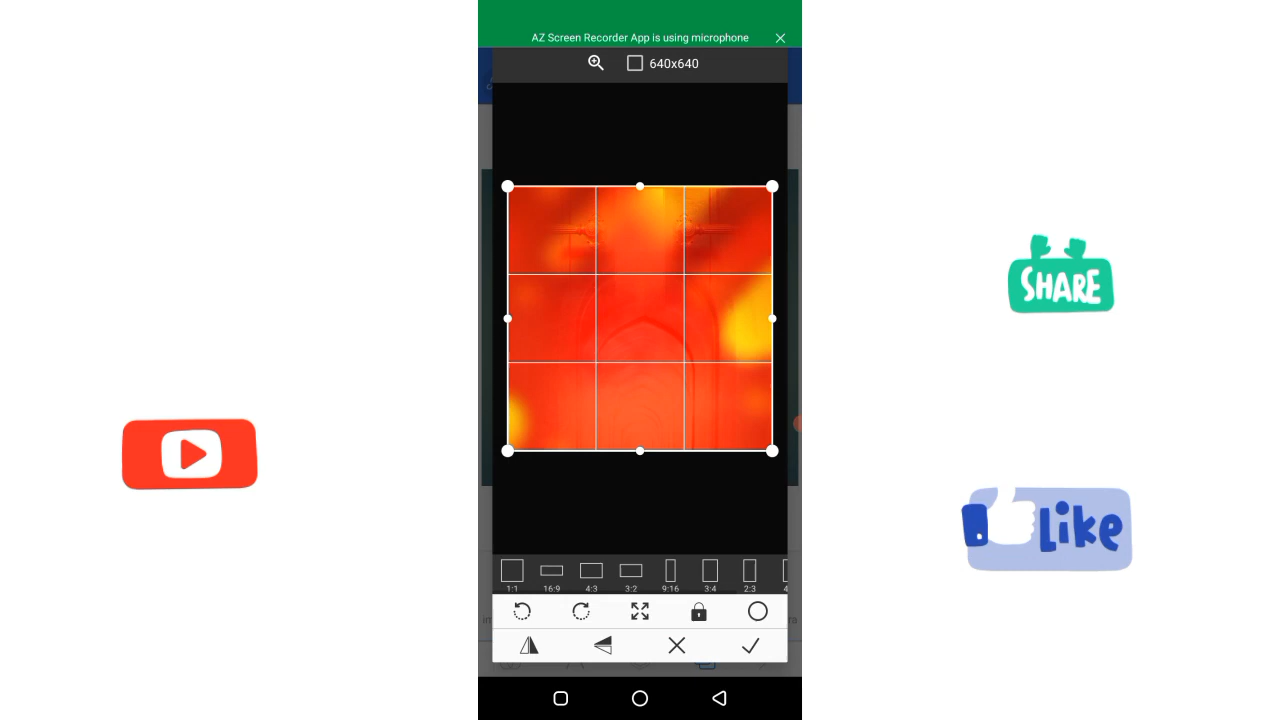 AZ Screen Recorder App is using microphone
640x640
SHARE
Like
1:1 16:9 4:3 3:2 9:16 3:4 2:3